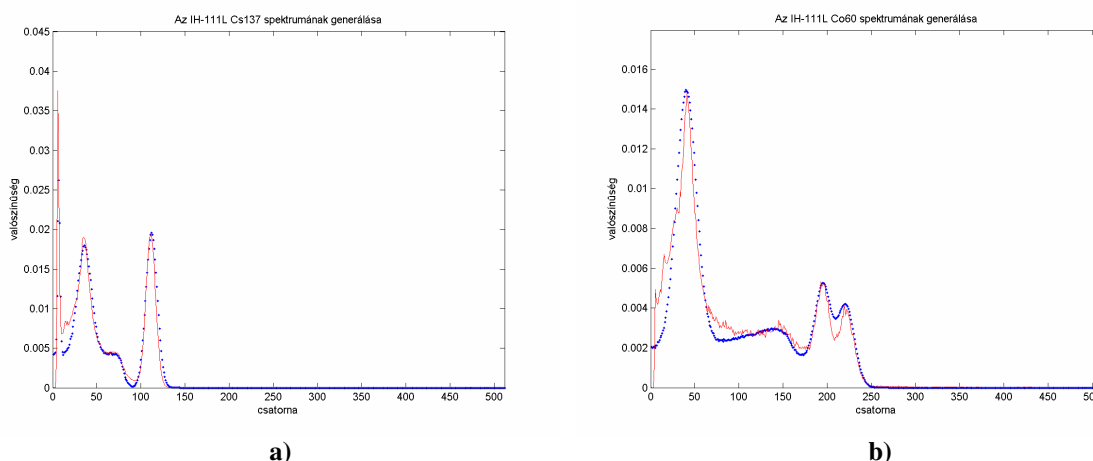 Az IH-111L Cs137 spektrumának generálása
0.045
0.04
0.035
0.03
0.025
0.02
0.015
0.01
0.005
0
valószínűség
0 50 100 150 200 250 300 350 400 450 500
csatorna
a)
Az IH-111L Co60 spektrumának generálása
0.016
0.014
0.012
0.01
0.008
0.006
0.004
0.002
0
valószínűség
0 50 100 150 200 250 300 350 400 450 500
csatorna
b)